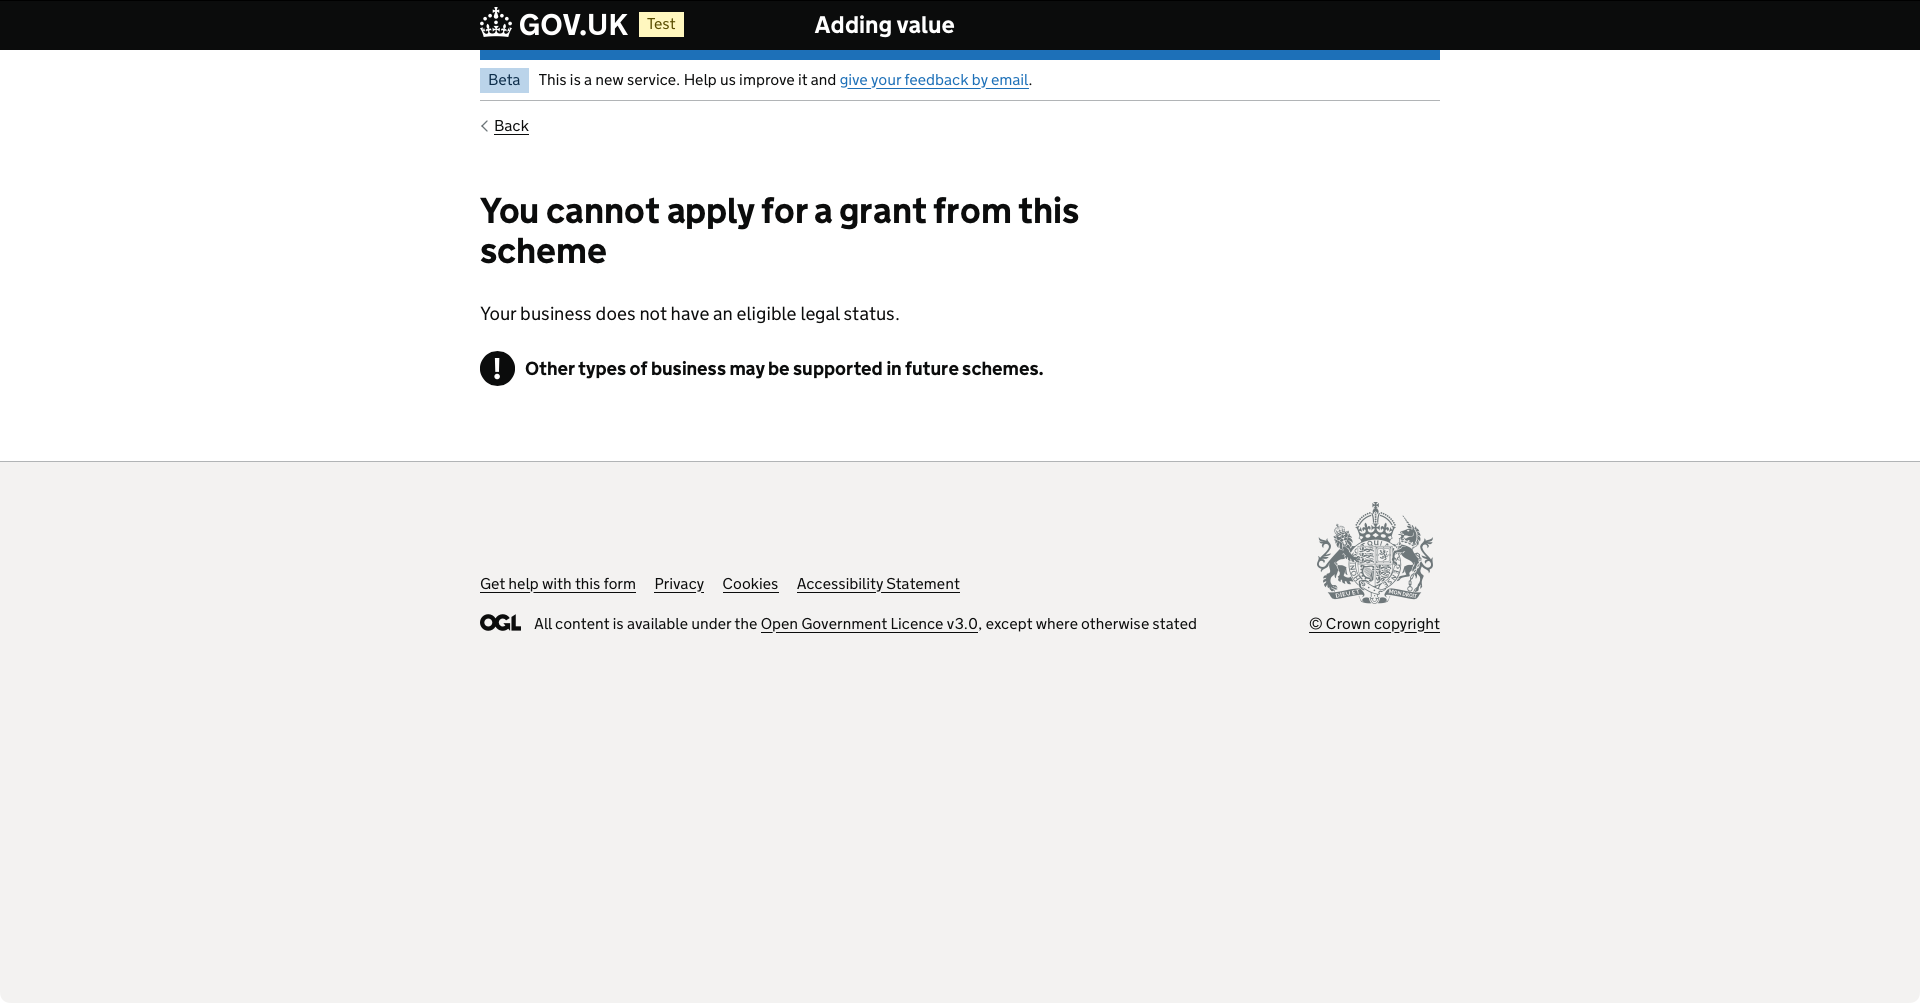 GOV.UK Test Adding value
Beta This is a new service. Help us improve it and give your feedback by email.
Back
You cannot apply for a grant from this
scheme
Your business does not have an eligible legal status.
! Other types of business may be supported in future schemes.
Get help with this form Privacy Cookies Accessibility Statement
OGL All content is available under the Open Government Licence v3.0, except where otherwise stated
© Crown copyright